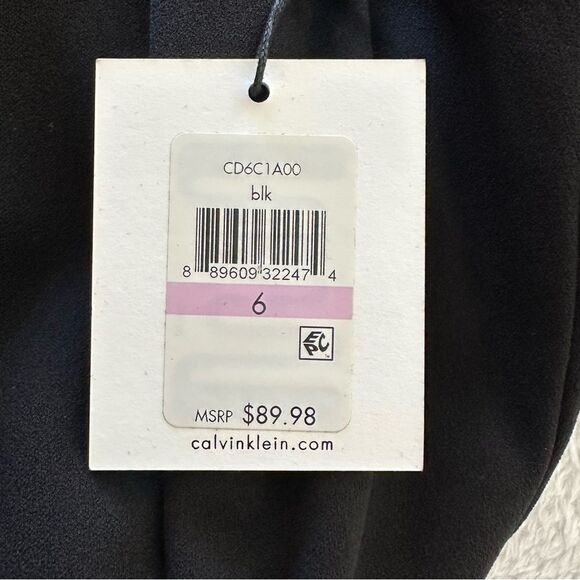 CD6C1A00
blk
8 89609 32247 4
6
EPC
MSRP $89.98
calvinklein.com